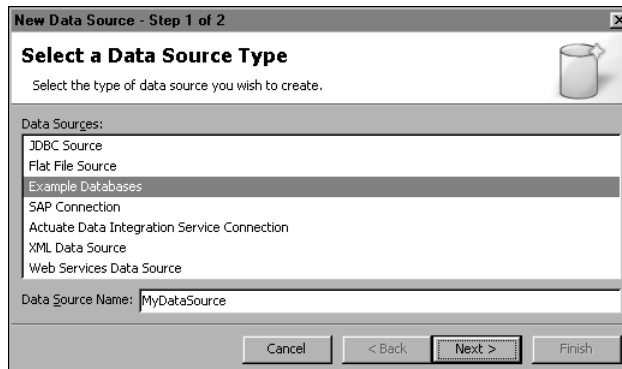 New Data Source - Step 1 of 2
Select a Data Source Type
Select the type of data source you wish to create.
Data Sources:
JDBC Source
Flat File Source
Example Databases
SAP Connection
Actuate Data Integration Service Connection
XML Data Source
Web Services Data Source
Data Source Name: MyDataSource
Cancel < Back Next > Finish